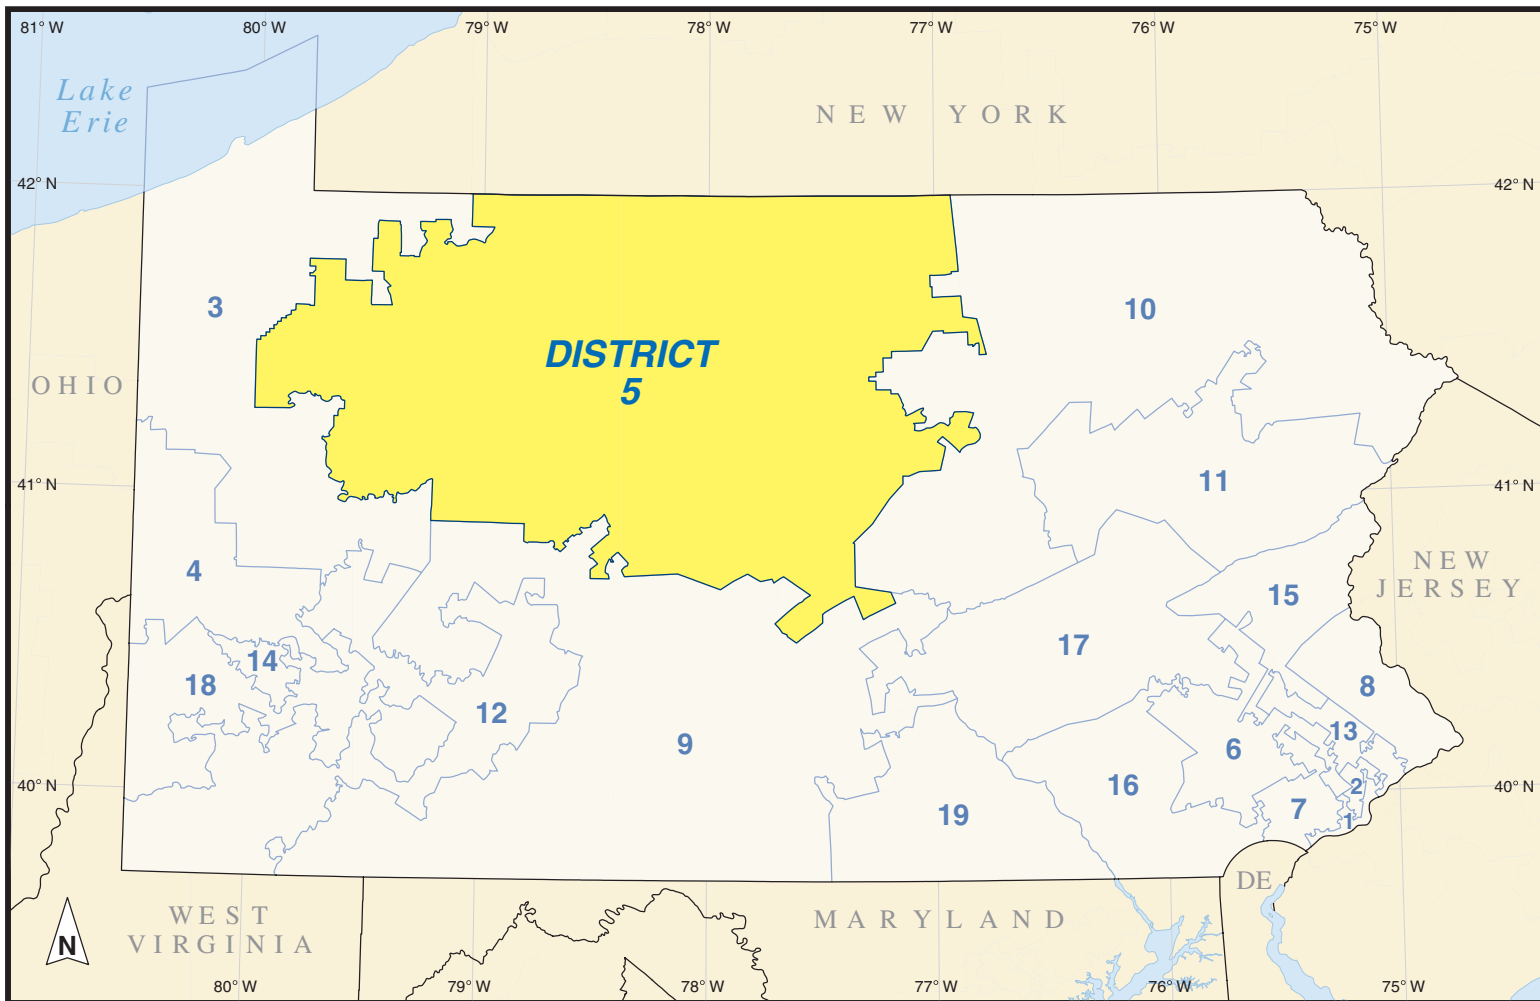 81° W
80° W
79° W
78° W
77° W
76° W
75° W
Lake
Erie
NEW YORK
42° N
42° N
3
10
DISTRICT
5
OHIO
41° N
41° N
11
4
NEW
JERSEY
15
17
14
18
8
12
13
9
6
40° N
16
2
40° N
7
19
1
DE
WEST
VIRGINIA
MARYLAND
N
80° W
79° W
78° W
77° W
76° W
75° W